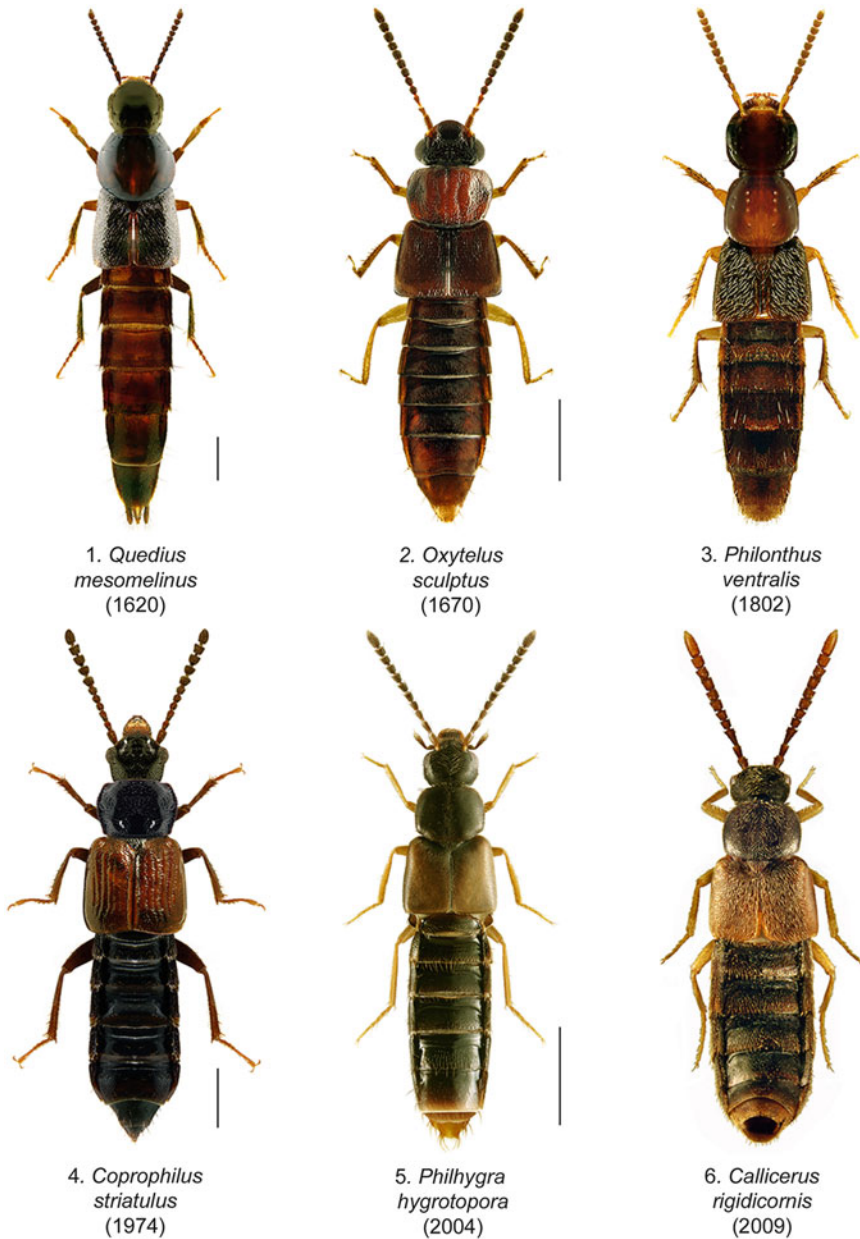 1. Quedius
mesomelinus
(1620)
2. Oxytelus
sculptus
(1670)
3. Philonthus
ventralis
(1802)
4. Coprophilus
striatulus
(1974)
5. Philhygra
hygrotopora
(2004)
6. Callicerus
rigidicornis
(2009)